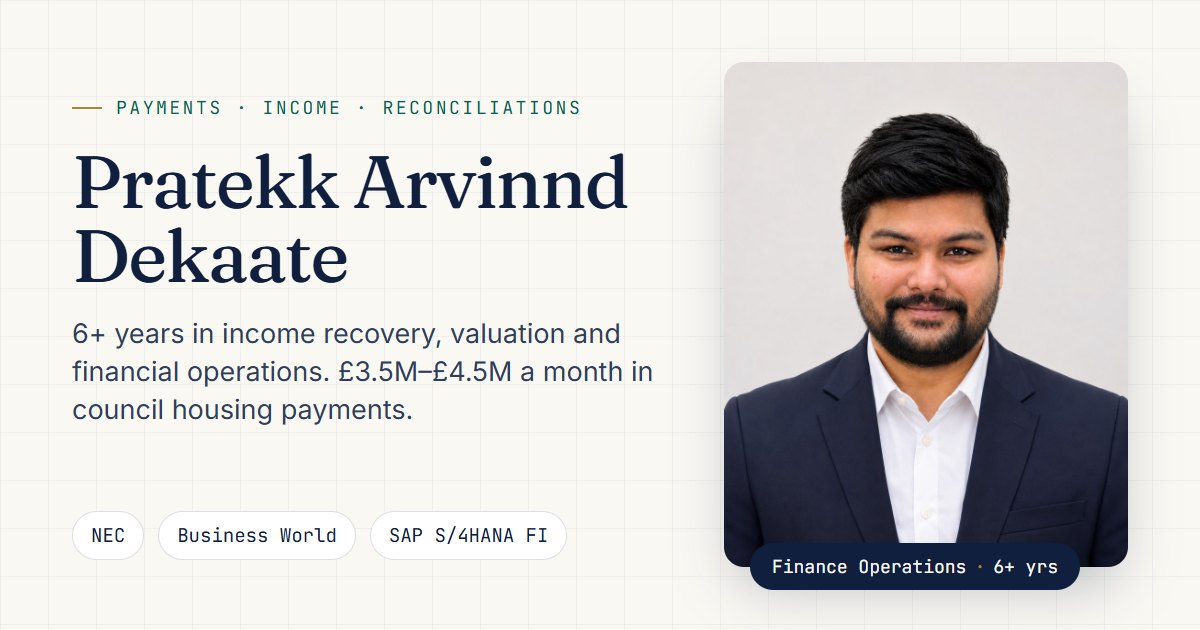 PAYMENTS · INCOME · RECONCILIATIONS
Pratekk Arvinnd
Dekaate
6+ years in income recovery, valuation and
financial operations. £3.5M–£4.5M a month in
council housing payments.
NEC
Business World
SAP S/4HANA FI
Finance Operations · 6+ yrs